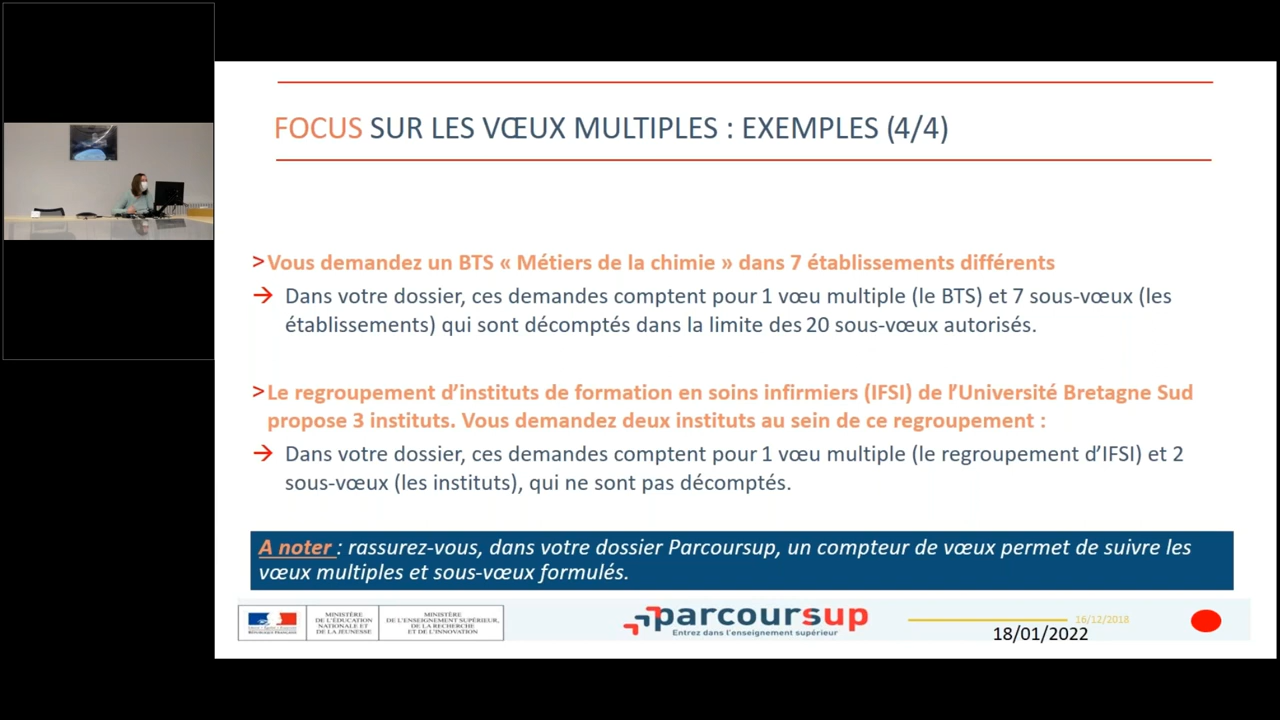 FOCUS SUR LES VŒUX MULTIPLES : EXEMPLES (4/4)
>Vous demandez un BTS « Métiers de la chimie » dans 7 établissements différents
→ Dans votre dossier, ces demandes comptent pour 1 vœu multiple (le BTS) et 7 sous-vœux (les
établissements) qui sont décomptés dans la limite des 20 sous-vœux autorisés.
>Le regroupement d’instituts de formation en soins infirmiers (IFSI) de l’Université Bretagne Sud
propose 3 instituts. Vous demandez deux instituts au sein de ce regroupement :
→ Dans votre dossier, ces demandes comptent pour 1 vœu multiple (le regroupement d’IFSI) et 2
sous-vœux (les instituts), qui ne sont pas décomptés.
A noter : rassurez-vous, dans votre dossier Parcoursup, un compteur de vœux permet de suivre les
vœux multiples et sous-vœux formulés.
RÉPUBLIQUE FRANÇAISE
MINISTÈRE
DE L'ÉDUCATION
NATIONALE ET
DE LA JEUNESSE
MINISTÈRE
DE L'ENSEIGNEMENT SUPÉRIEUR,
DE LA RECHERCHE
ET DE L'INNOVATION
parcoursup
Entrez dans l'enseignement supérieur
16/12/2018
18/01/2022